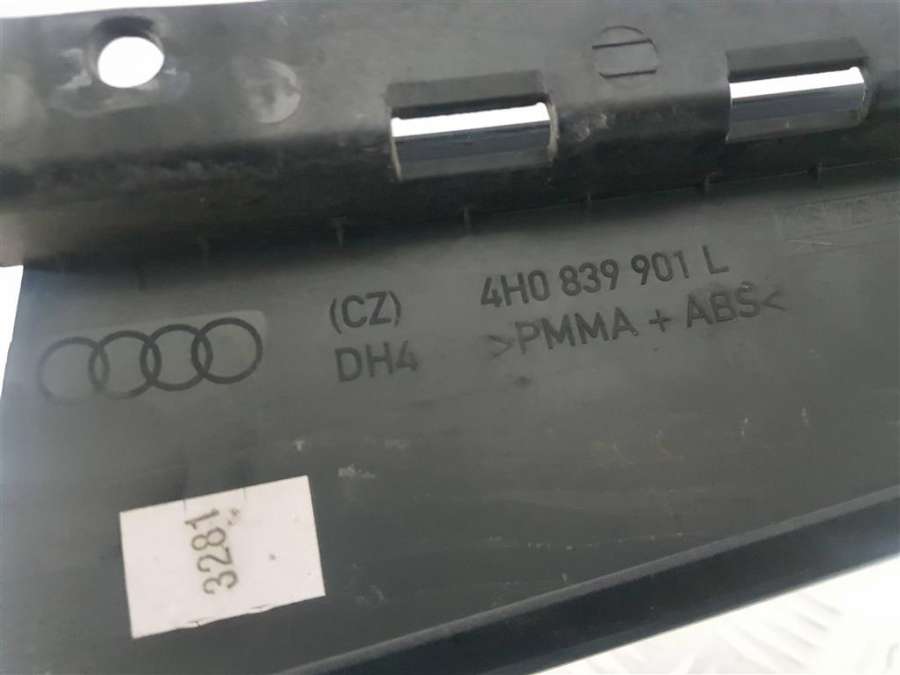 (CZ) 4H0 839 901 L
DH4 >PMMA + ABS<
3281